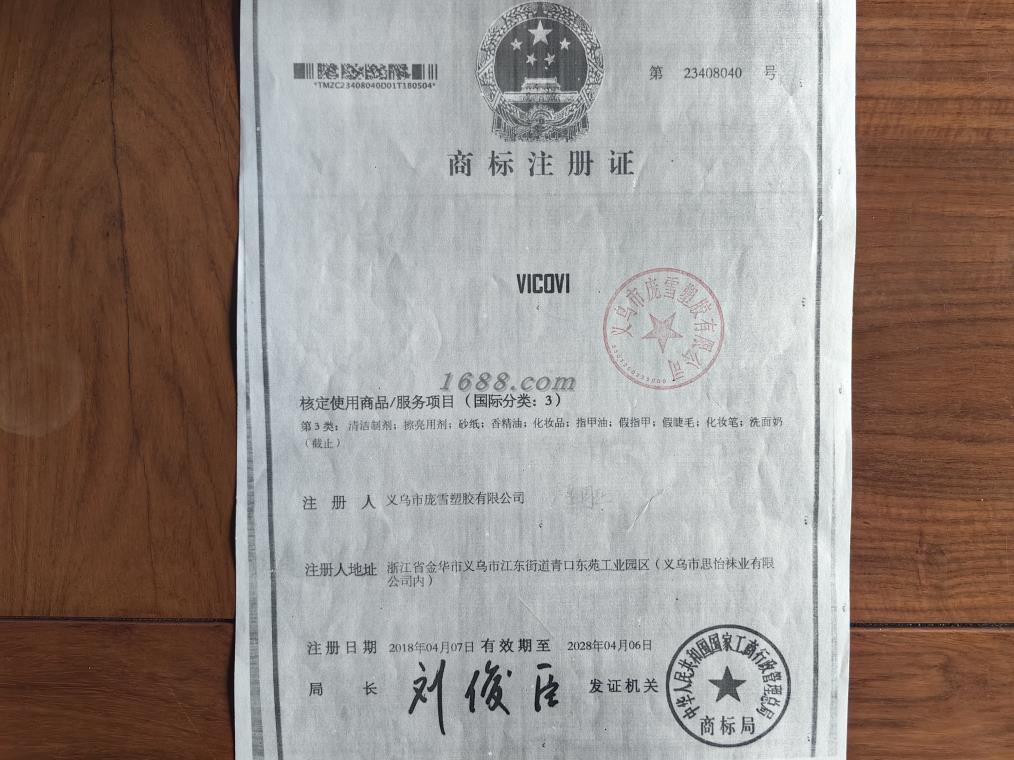 第 23408040 号
*TMZC23408040D01T180504*
商标注册证
VICOVI
义乌市庞雪塑胶有限公司
1688.com
核定使用商品/服务项目（国际分类：3）
第 3 类：清洁制剂；擦亮用剂；砂纸；香精油；化妆品；指甲油；假指甲；假睫毛；化妆笔；洗面奶
（截止）
注 册 人 义乌市庞雪塑胶有限公司
注册人地址 浙江省金华市义乌市江东街道青口东苑工业园区（义乌市思怡袜业有限
公司内）
注册日期 2018年04月07日 有效期至 2028年04月06日
局 长 刘俊臣 发证机关
中华人民共和国国家工商行政管理总局
商标局